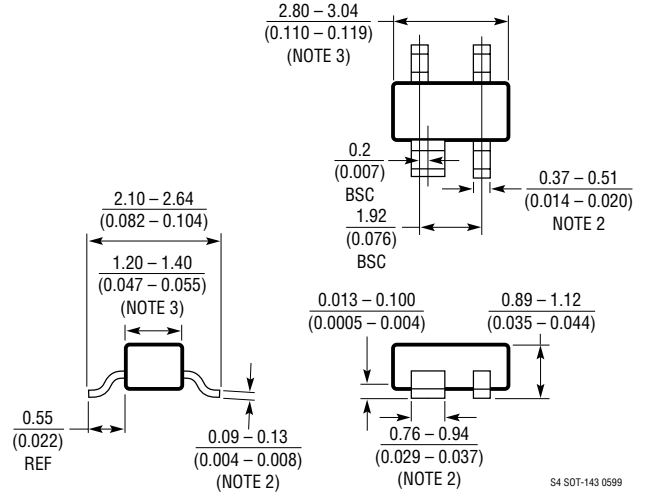 2.80 – 3.04
(0.110 – 0.119)
(NOTE 3)
0.2
(0.007)
BSC
0.37 – 0.51
(0.014 – 0.020)
NOTE 2
1.92
(0.076)
BSC
2.10 – 2.64
(0.082 – 0.104)
1.20 – 1.40
(0.047 – 0.055)
(NOTE 3)
0.013 – 0.100
(0.0005 – 0.004)
0.89 – 1.12
(0.035 – 0.044)
0.55
(0.022)
REF
0.09 – 0.13
(0.004 – 0.008)
(NOTE 2)
0.76 – 0.94
(0.029 – 0.037)
(NOTE 2)
S4 SOT-143 0599